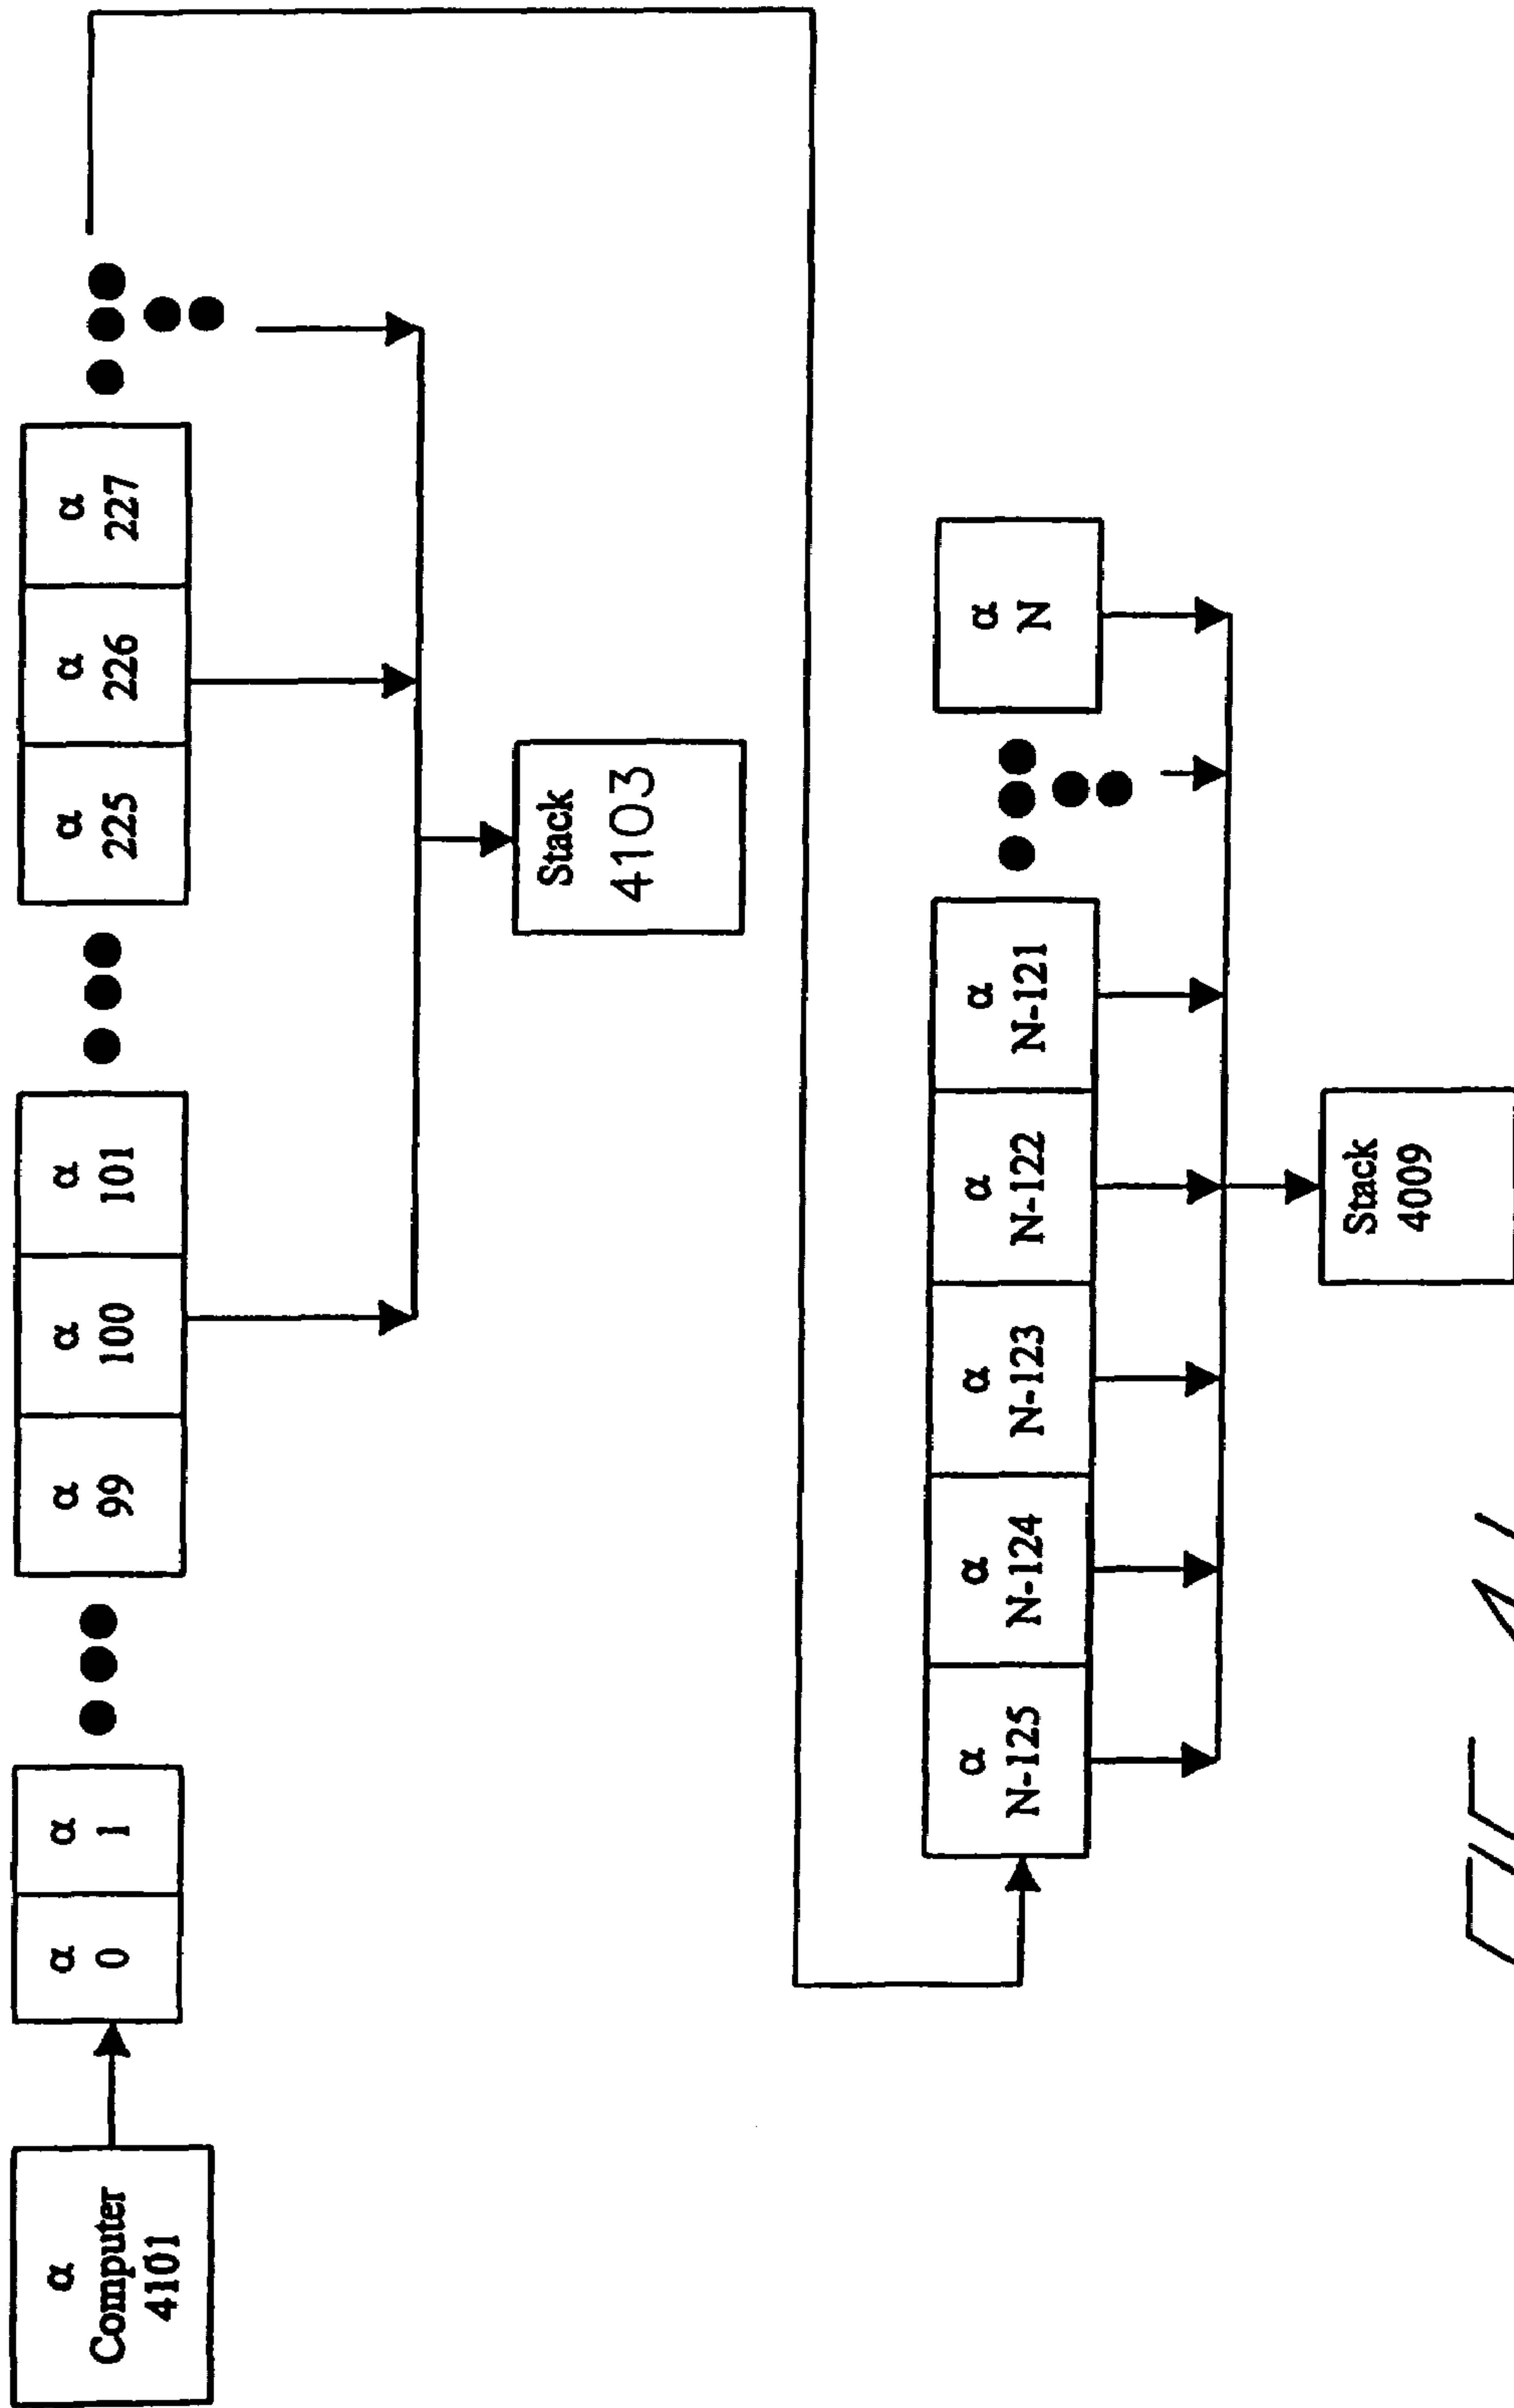 α
Computer
4101
α
0
α
1
α
99
α
100
α
101
α
225
α
226
α
227
Stack
4103
α
N-125
α
N-124
α
N-123
α
N-122
α
N-121
α
N
Stack
4009